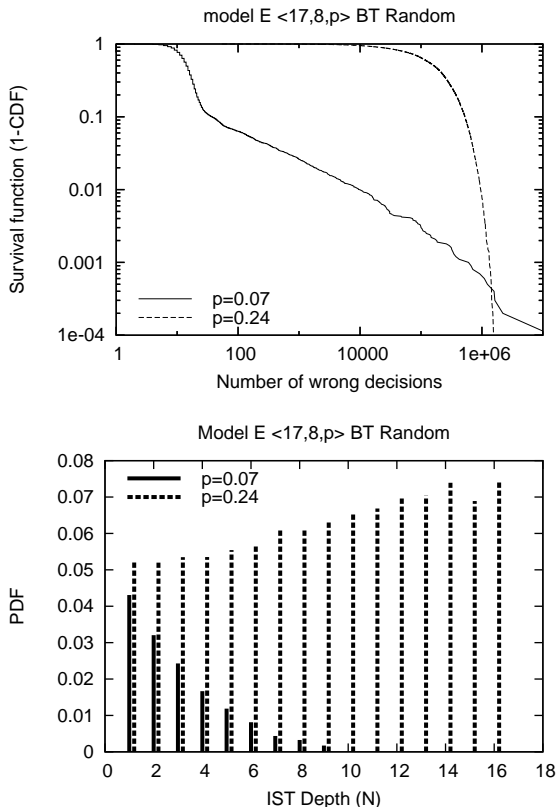 model E <17,8,p> BT Random
Survival function (1-CDF)
1
0.1
0.01
0.001
1e-04
p=0.07
p=0.24
1 100 10000 1e+06
Number of wrong decisions
Model E <17,8,p> BT Random
PDF
0.08
0.07
0.06
0.05
0.04
0.03
0.02
0.01
0
p=0.07
p=0.24
0 2 4 6 8 10 12 14 16 18
IST Depth (N)